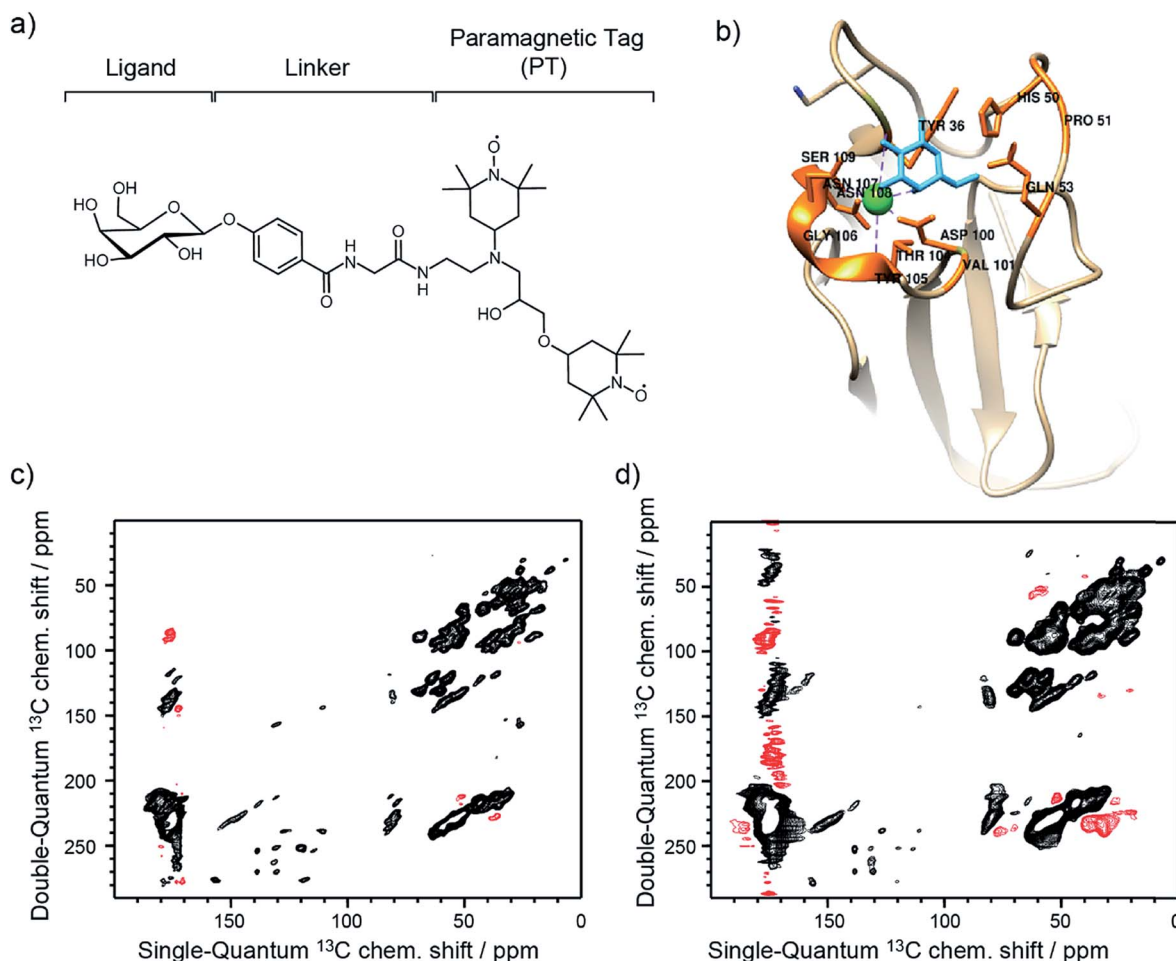 a)
Ligand Linker Paramagnetic Tag
(PT)
O•
N
OH OH
O
O
HO OH
O
H
N
O
N
H
O
N
HO
O
N
O•
b)
TYR 36
HIS 50
PRO 51
SER 109
ASN 107
ASN 108
GLN 53
GLY 106
ASP 100
THR 104
VAL 101
TYR 105
c)
50
100
150
200
250
150 100 50 0
Double-Quantum ¹³C chem. shift / ppm
Single-Quantum ¹³C chem. shift / ppm
d)
50
100
150
200
250
150 100 50 0
Double-Quantum ¹³C chem. shift / ppm
Single-Quantum ¹³C chem. shift / ppm